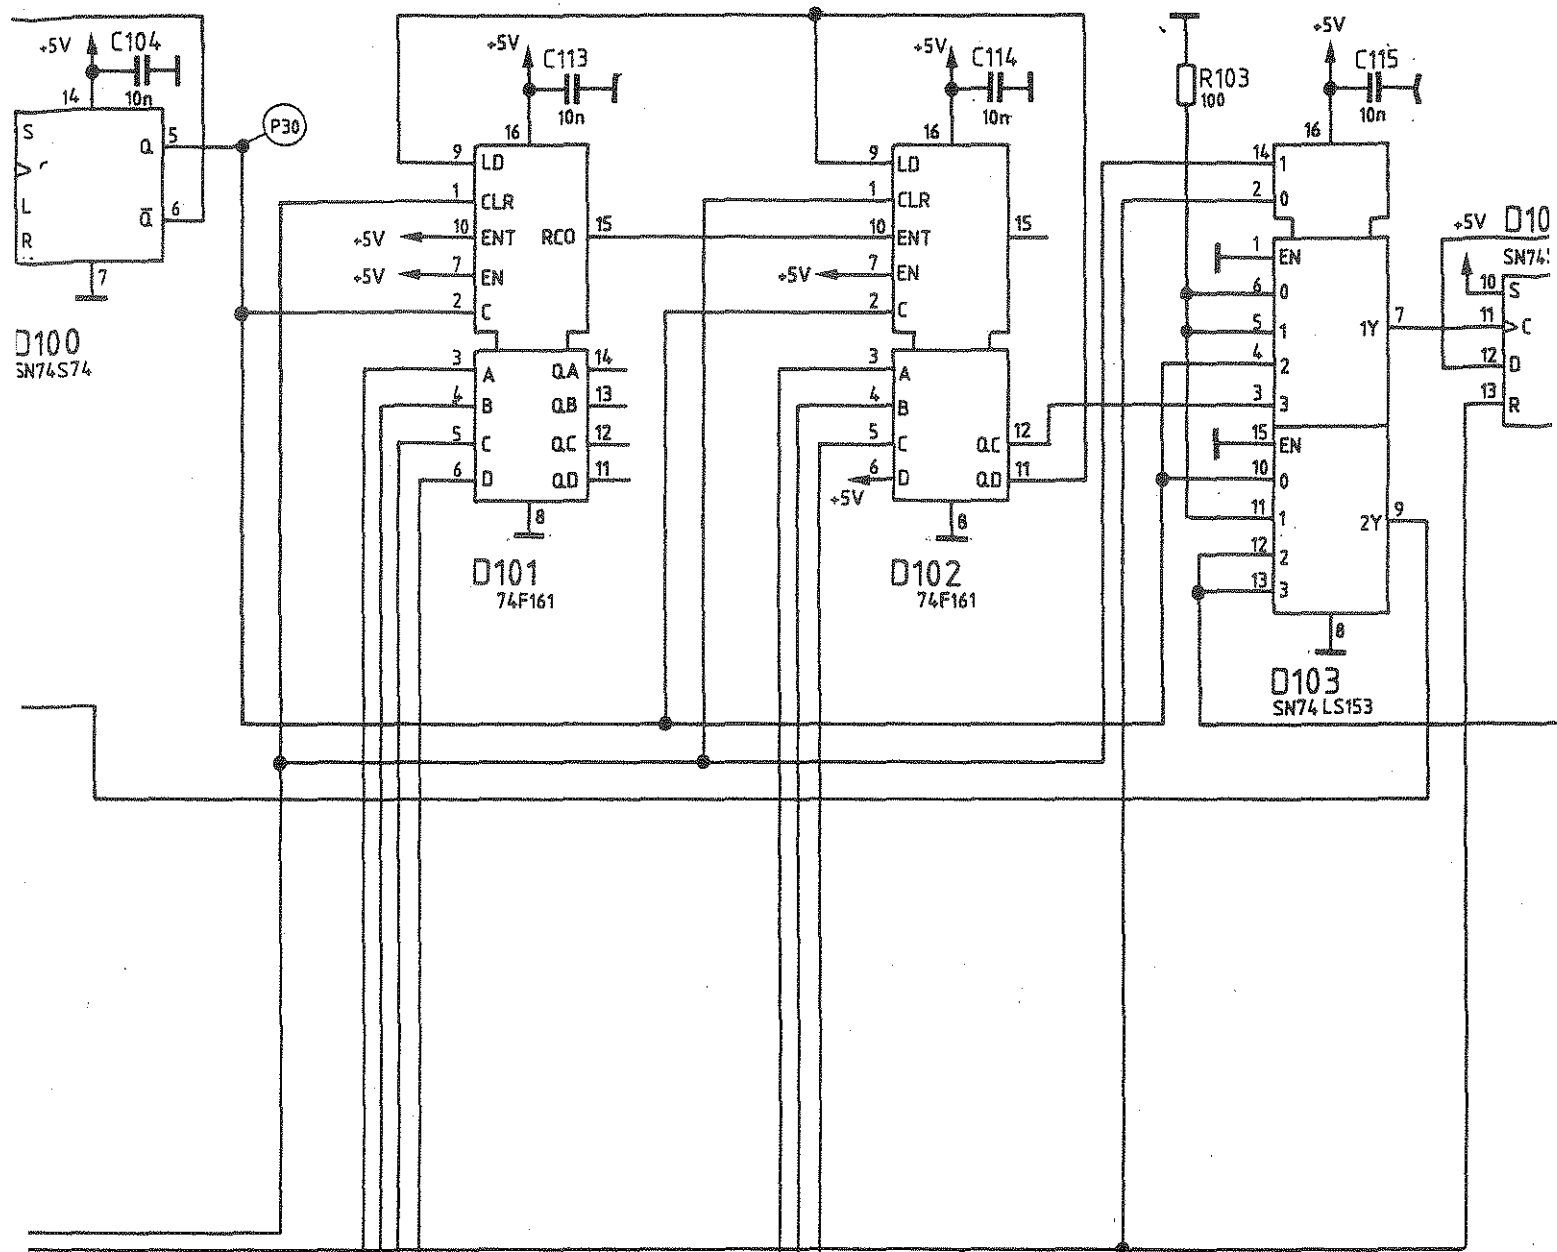 +5V
C104
10n
14
S
Q
5
P30
L
Q̅
6
R
7
D100
SN74S74
+5V
C113
10n
16
9
LD
1
CLR
+5V
10
ENT
RCO
15
+5V
7
EN
2
C
3
A
QA
14
4
B
QB
13
5
C
QC
12
6
D
QD
11
8
D101
74F161
+5V
C114
10n
16
9
LD
1
CLR
10
ENT
15
+5V
7
EN
2
C
3
A
4
B
5
C
QC
12
6
D
QD
11
+5V
8
D102
74F161
R103
100
+5V
C115
10n
16
14
1
2
0
1
EN
6
0
5
1
1Y
7
4
2
3
3
15
EN
10
0
11
1
2Y
9
12
2
13
3
8
D103
SN74LS153
+5V
D10
SN74
10
S
11
>C
12
D
13
R